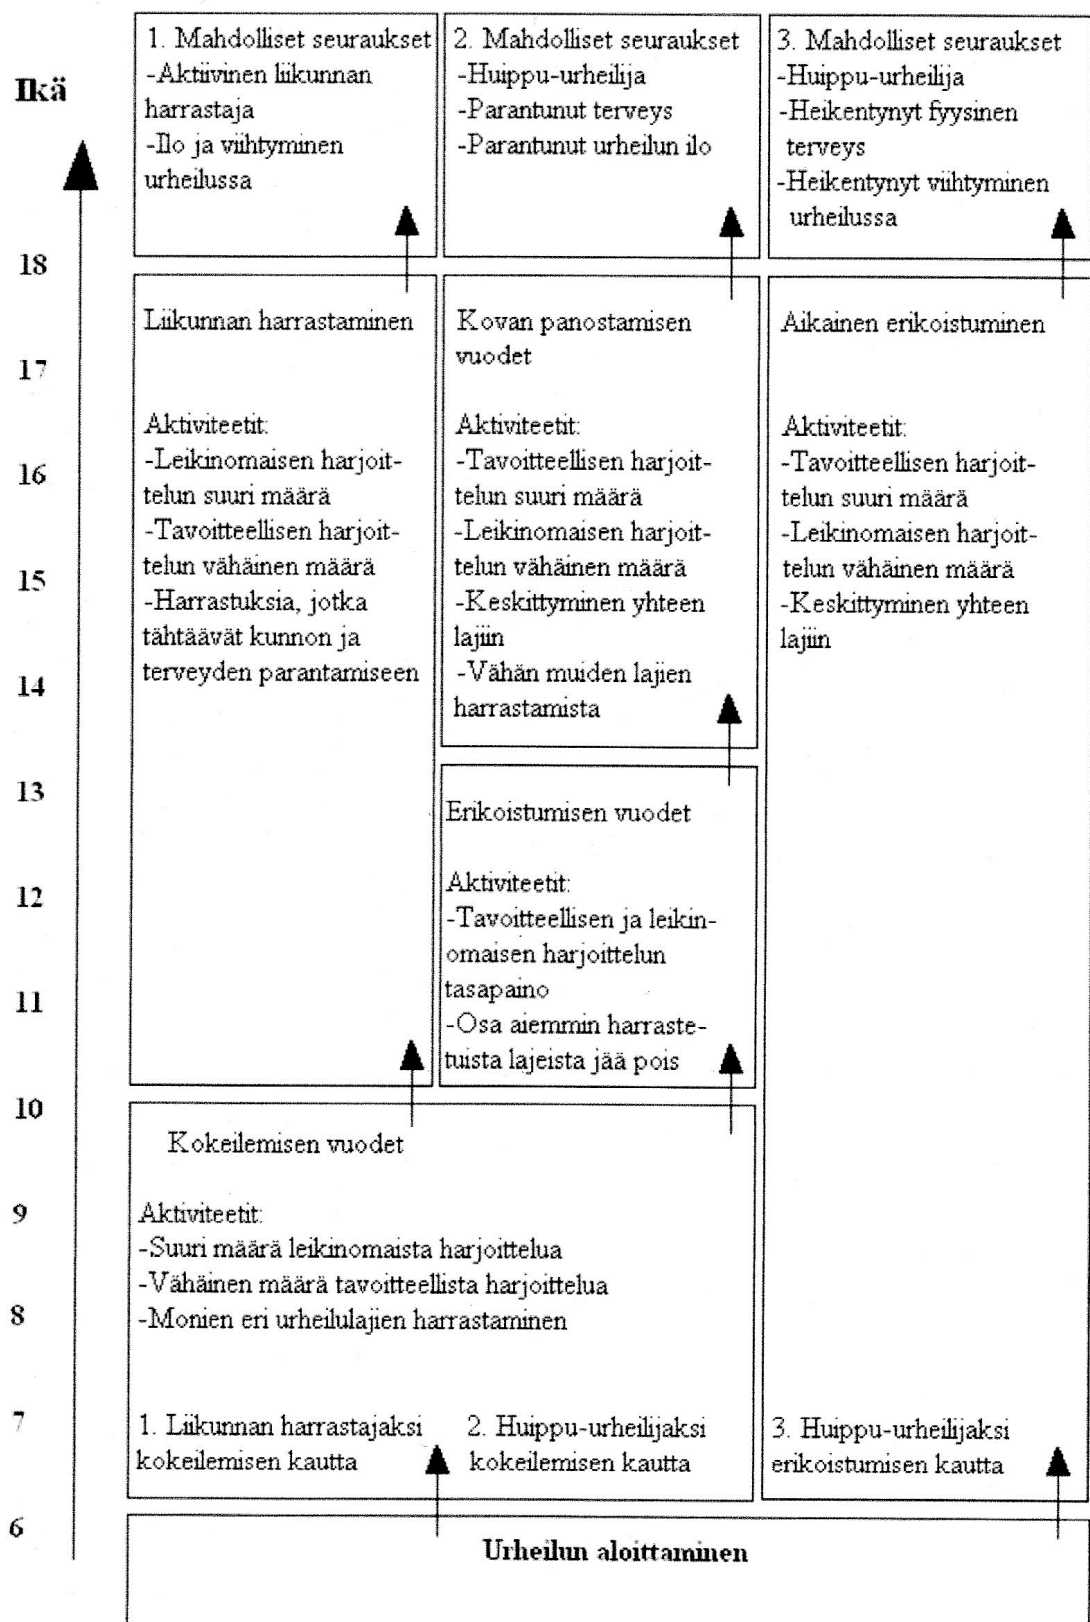 Ikä
1. Mahdolliset seuraukset
-Aktiivinen liikunnan
harrastaja
-Ilo ja viihtyminen
urheilussa
2. Mahdolliset seuraukset
-Huippu-urheilija
-Parantunut terveys
-Parantunut urheilun ilo
3. Mahdolliset seuraukset
-Huippu-urheilija
-Heikentynyt fyysinen
terveys
-Heikentynyt viihtyminen
urheilussa
18
17
16
15
14
13
12
11
10
9
8
7
6
Liikunnan harrastaminen
Aktiviteetit:
-Leikinomaisen harjoit-
telun suuri määrä
-Tavoitteellisen harjoit-
telun vähäinen määrä
-Harrastuksia, jotka
tähtäävät kunnon ja
terveyden parantamiseen
Kovan panostamisen
vuodet
Aktiviteetit:
-Tavoitteellisen harjoit-
telun suuri määrä
-Leikinomaisen harjoit-
telun vähäinen määrä
-Keskittyminen yhteen
lajiin
-Vähän muiden lajien
harrastamista
Aikainen erikoistuminen
Aktiviteetit:
-Tavoitteellisen harjoit-
telun suuri määrä
-Leikinomaisen harjoit-
telun vähäinen määrä
-Keskittyminen yhteen
lajiin
Erikoistumisen vuodet
Aktiviteetit:
-Tavoitteellisen ja leikin-
omaisen harjoittelun
tasapaino
-Osa aiemmin harraste-
tuista lajeista jää pois
Kokeilemisen vuodet
Aktiviteetit:
-Suuri määrä leikinomaista harjoittelua
-Vähäinen määrä tavoitteellista harjoittelua
-Monien eri urheilulajien harrastaminen
1. Liikunnan harrastajaksi
kokeilemisen kautta
2. Huippu-urheilijaksi
kokeilemisen kautta
3. Huippu-urheilijaksi
erikoistumisen kautta
Urheilun aloittaminen